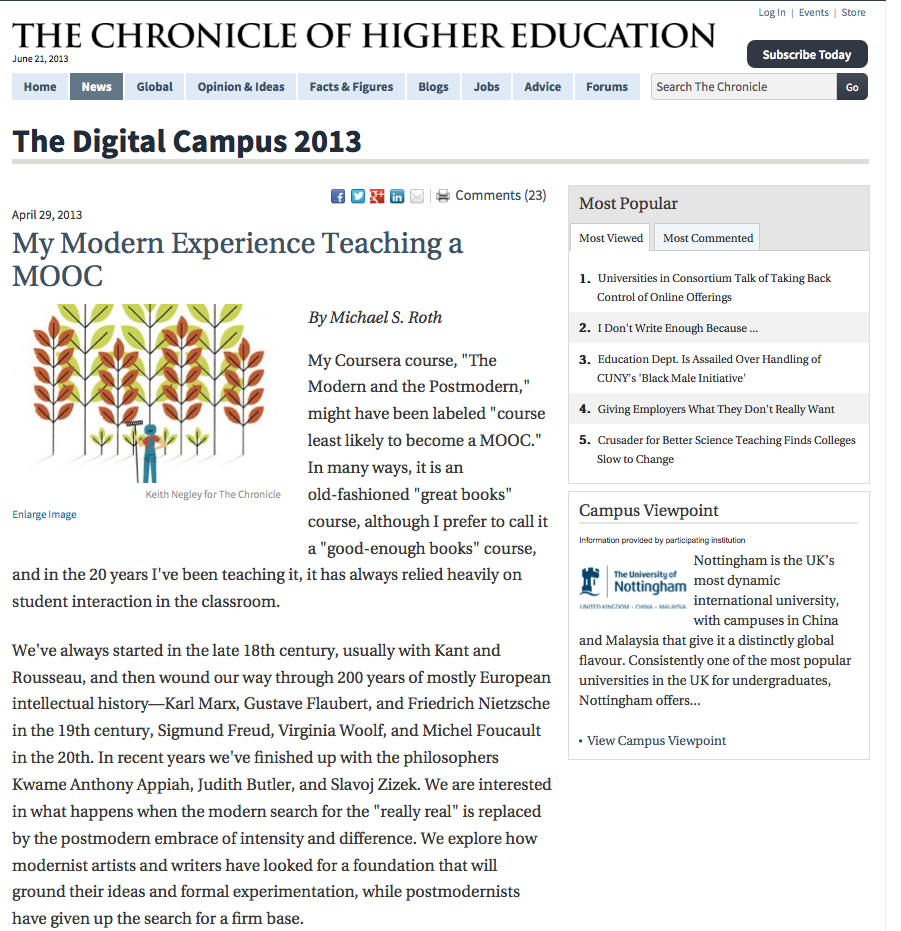 Log In | Events | Store
THE CHRONICLE OF HIGHER EDUCATION
June 21, 2013
Subscribe Today
Home News Global Opinion & Ideas Facts & Figures Blogs Jobs Advice Forums
Search The Chronicle Go
The Digital Campus 2013
Comments (23)
April 29, 2013
My Modern Experience Teaching a
MOOC
Keith Negley for The Chronicle
Enlarge Image
By Michael S. Roth
My Coursera course, "The
Modern and the Postmodern,"
might have been labeled "course
least likely to become a MOOC."
In many ways, it is an
old-fashioned "great books"
course, although I prefer to call it
a "good-enough books" course,
and in the 20 years I've been teaching it, it has always relied heavily on
student interaction in the classroom.
We've always started in the late 18th century, usually with Kant and
Rousseau, and then wound our way through 200 years of mostly European
intellectual history—Karl Marx, Gustave Flaubert, and Friedrich Nietzsche
in the 19th century, Sigmund Freud, Virginia Woolf, and Michel Foucault
in the 20th. In recent years we've finished up with the philosophers
Kwame Anthony Appiah, Judith Butler, and Slavoj Zizek. We are interested
in what happens when the modern search for the "really real" is replaced
by the postmodern embrace of intensity and difference. We explore how
modernist artists and writers have looked for a foundation that will
ground their ideas and formal experimentation, while postmodernists
have given up the search for a firm base.
Most Popular
Most Viewed Most Commented
1. Universities in Consortium Talk of Taking Back
Control of Online Offerings
2. I Don't Write Enough Because ...
3. Education Dept. Is Assailed Over Handling of
CUNY's 'Black Male Initiative'
4. Giving Employers What They Don't Really Want
5. Crusader for Better Science Teaching Finds Colleges
Slow to Change
Campus Viewpoint
Information provided by participating institution
The University of
Nottingham
UNITED KINGDOM · CHINA · MALAYSIA
Nottingham is the UK's
most dynamic
international university,
with campuses in China
and Malaysia that give it a distinctly global
flavour. Consistently one of the most popular
universities in the UK for undergraduates,
Nottingham offers...
• View Campus Viewpoint